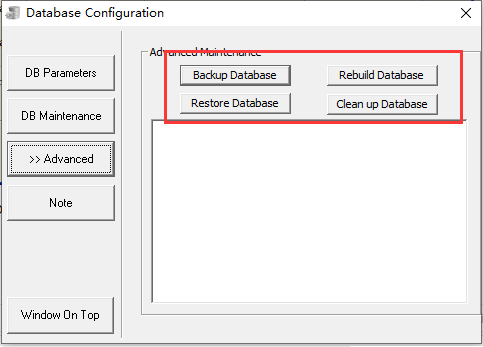 Database Configuration
DB Parameters
DB Maintenance
>> Advanced
Note
Window On Top
Advanced Maintenance
Backup Database
Rebuild Database
Restore Database
Clean up Database